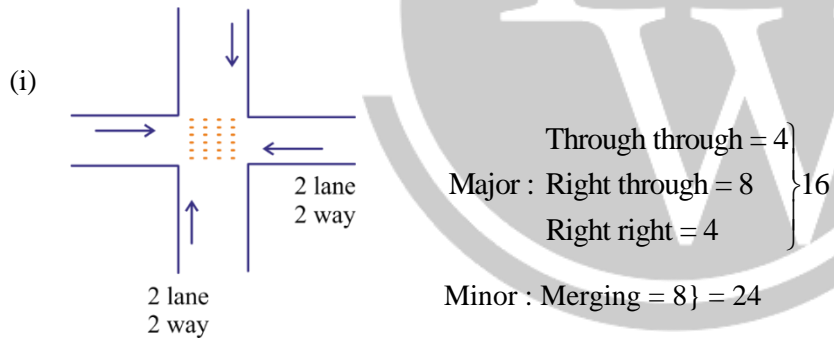 (i)
2 lane
2 way
2 lane
2 way
Through through = 4
Major : Right through = 8 }16
Right right = 4
Minor : Merging = 8} = 24